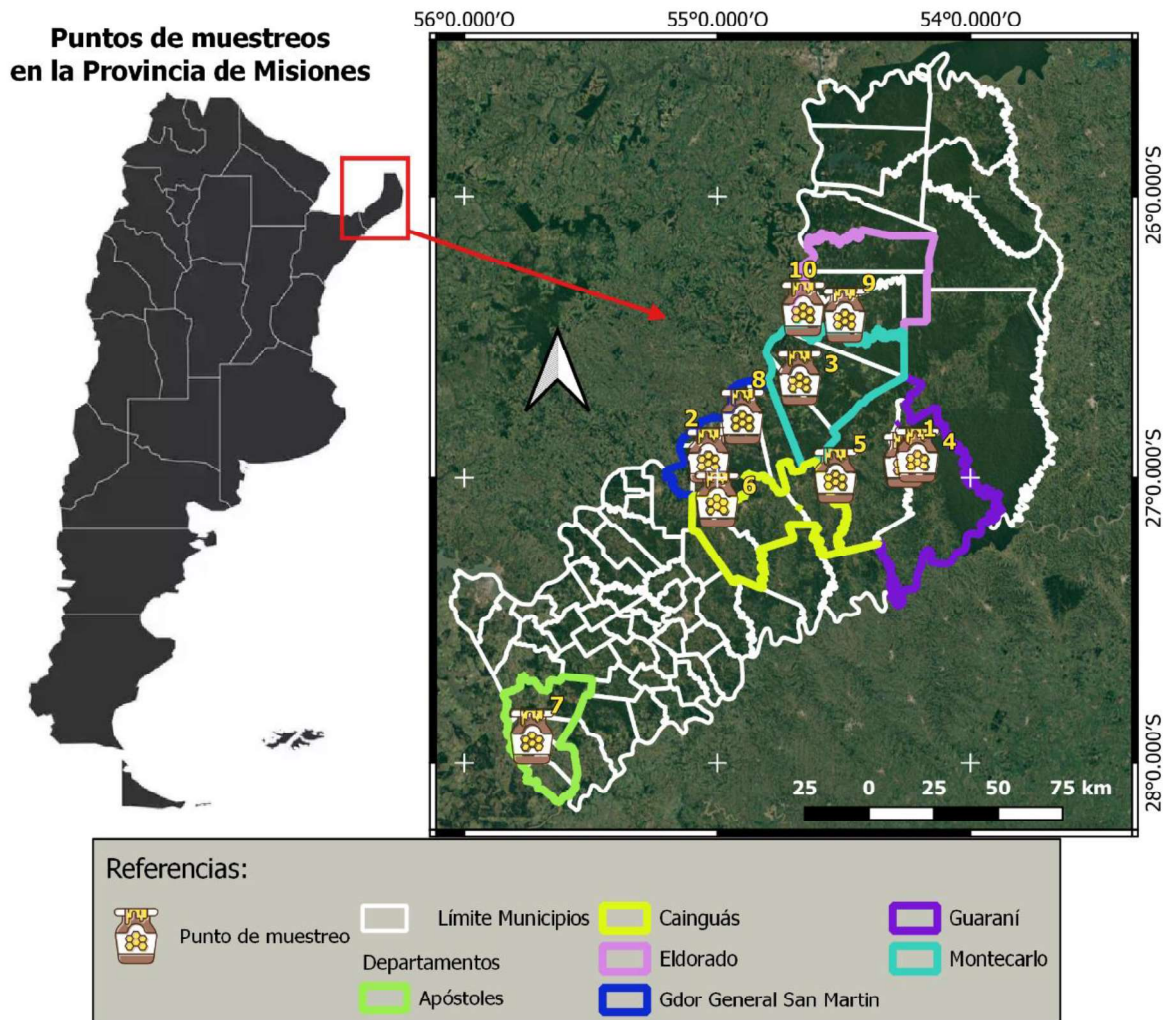 Puntos de muestreos
en la Provincia de Misiones
56°0.000'O 55°0.000'O 54°0.000'O
26°0.000'S
27°0.000'S
28°0.000'S
10
9
3
8
2
1
4
5
6
7
25 0 25 50 75 km
Referencias:
Punto de muestreo
Límite Municipios
Departamentos
Apóstoles
Cainguás
Eldorado
Gdor General San Martin
Guaraní
Montecarlo